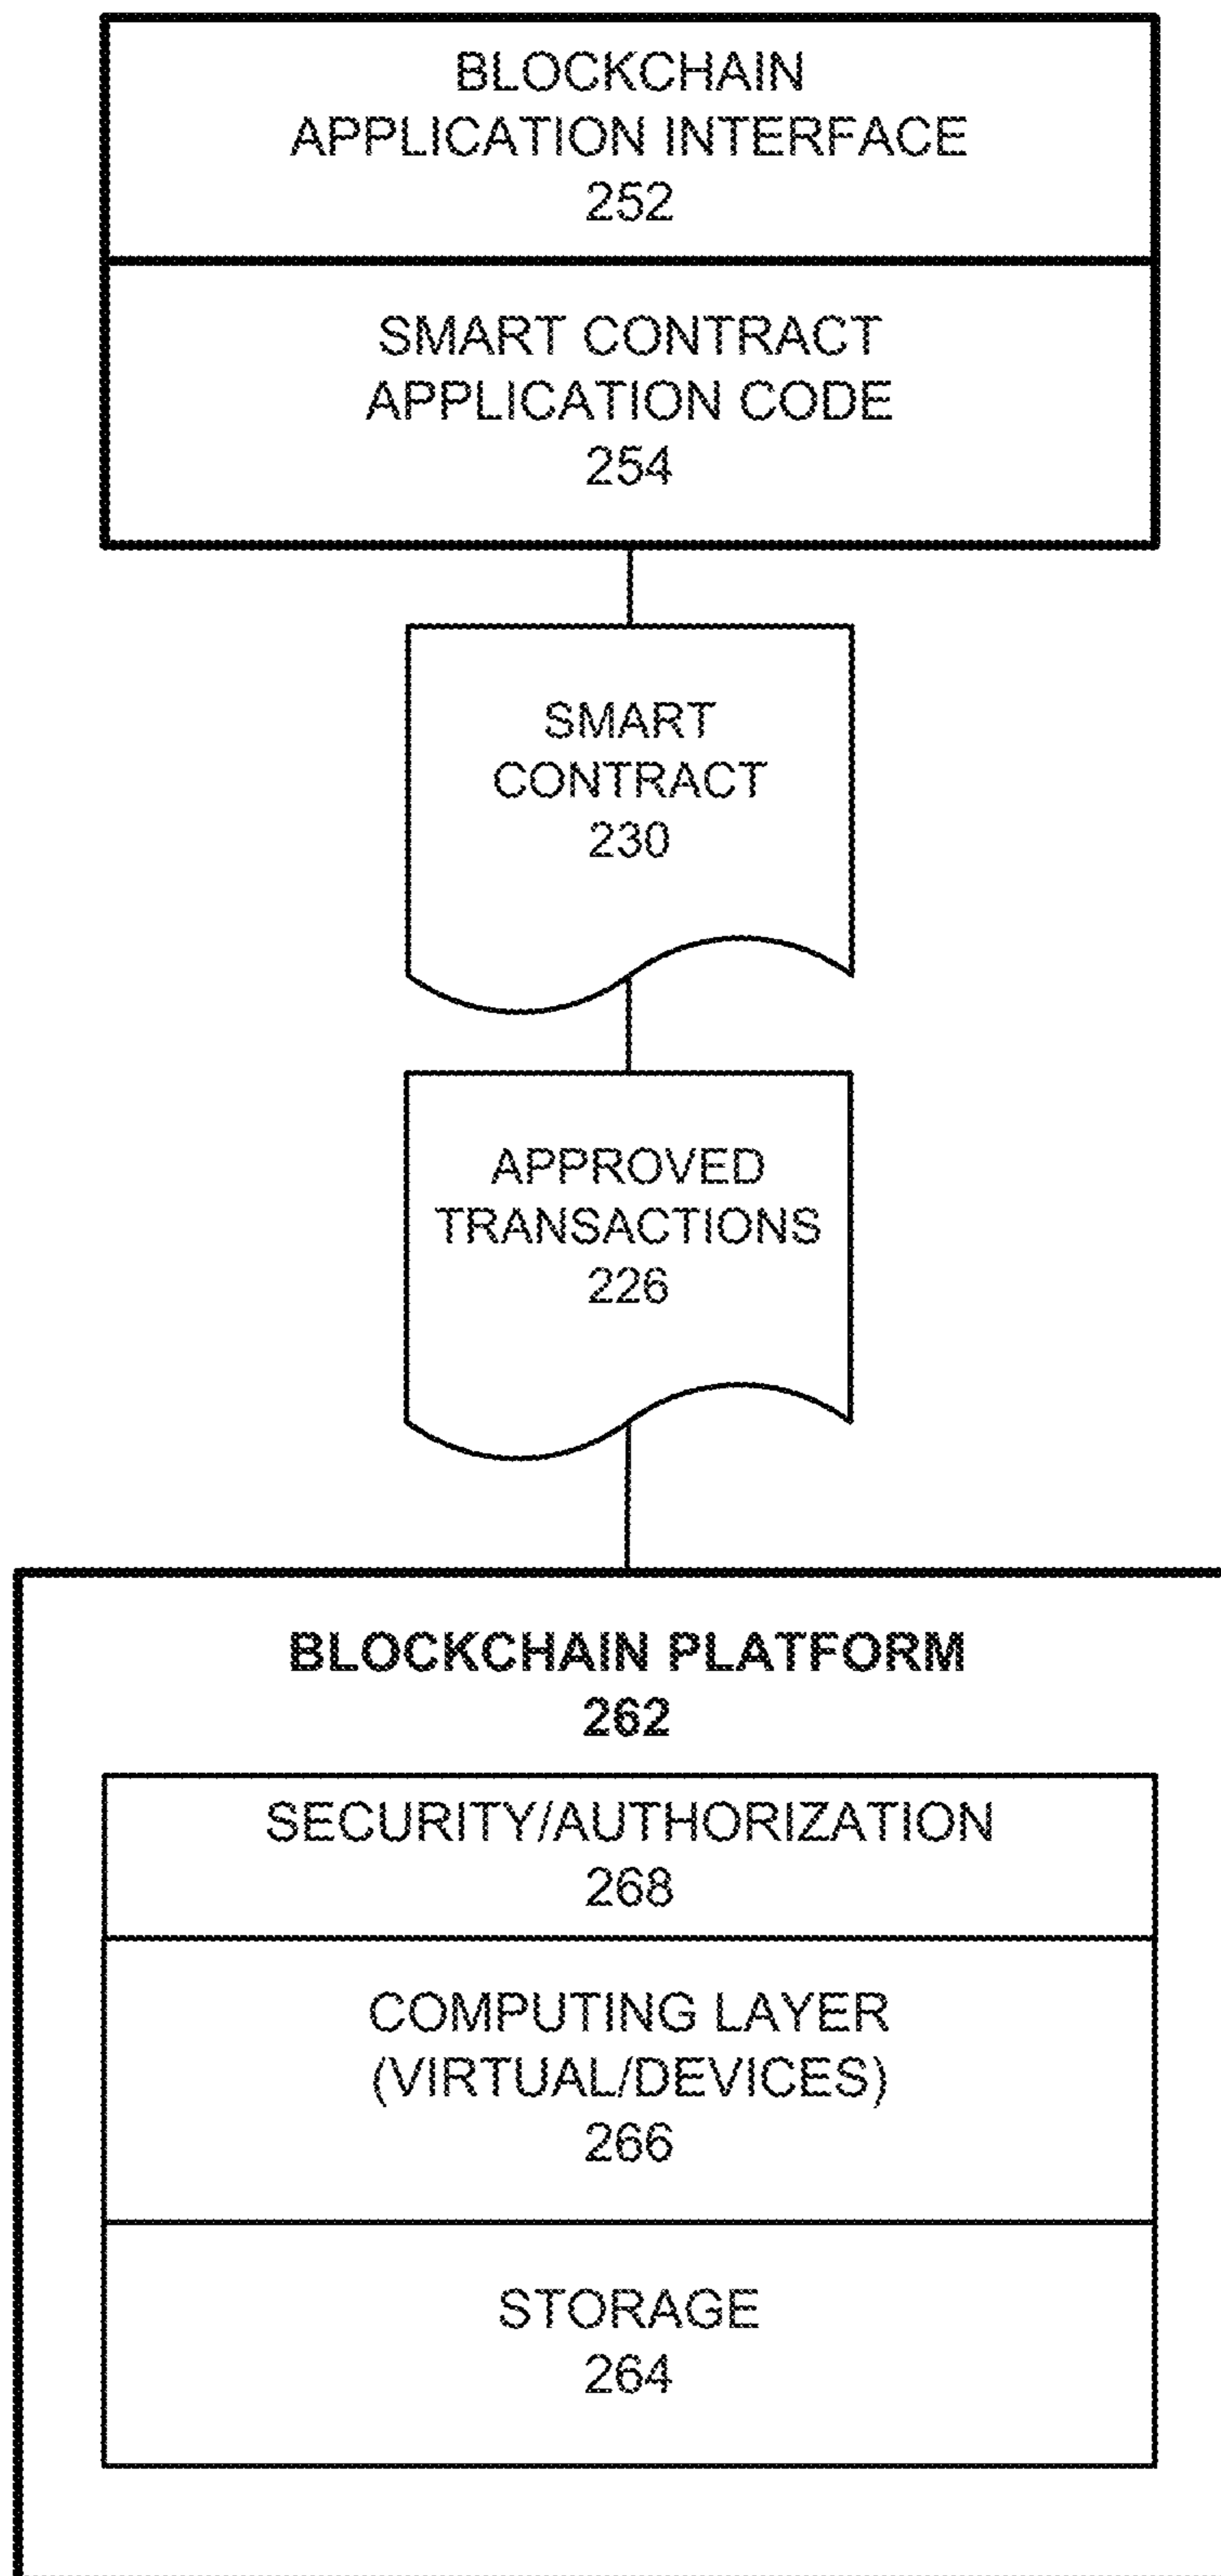 BLOCKCHAIN
APPLICATION INTERFACE
252
SMART CONTRACT
APPLICATION CODE
254
SMART
CONTRACT
230
APPROVED
TRANSACTIONS
226
BLOCKCHAIN PLATFORM
262
SECURITY/AUTHORIZATION
268
COMPUTING LAYER
(VIRTUAL/DEVICES)
266
STORAGE
264